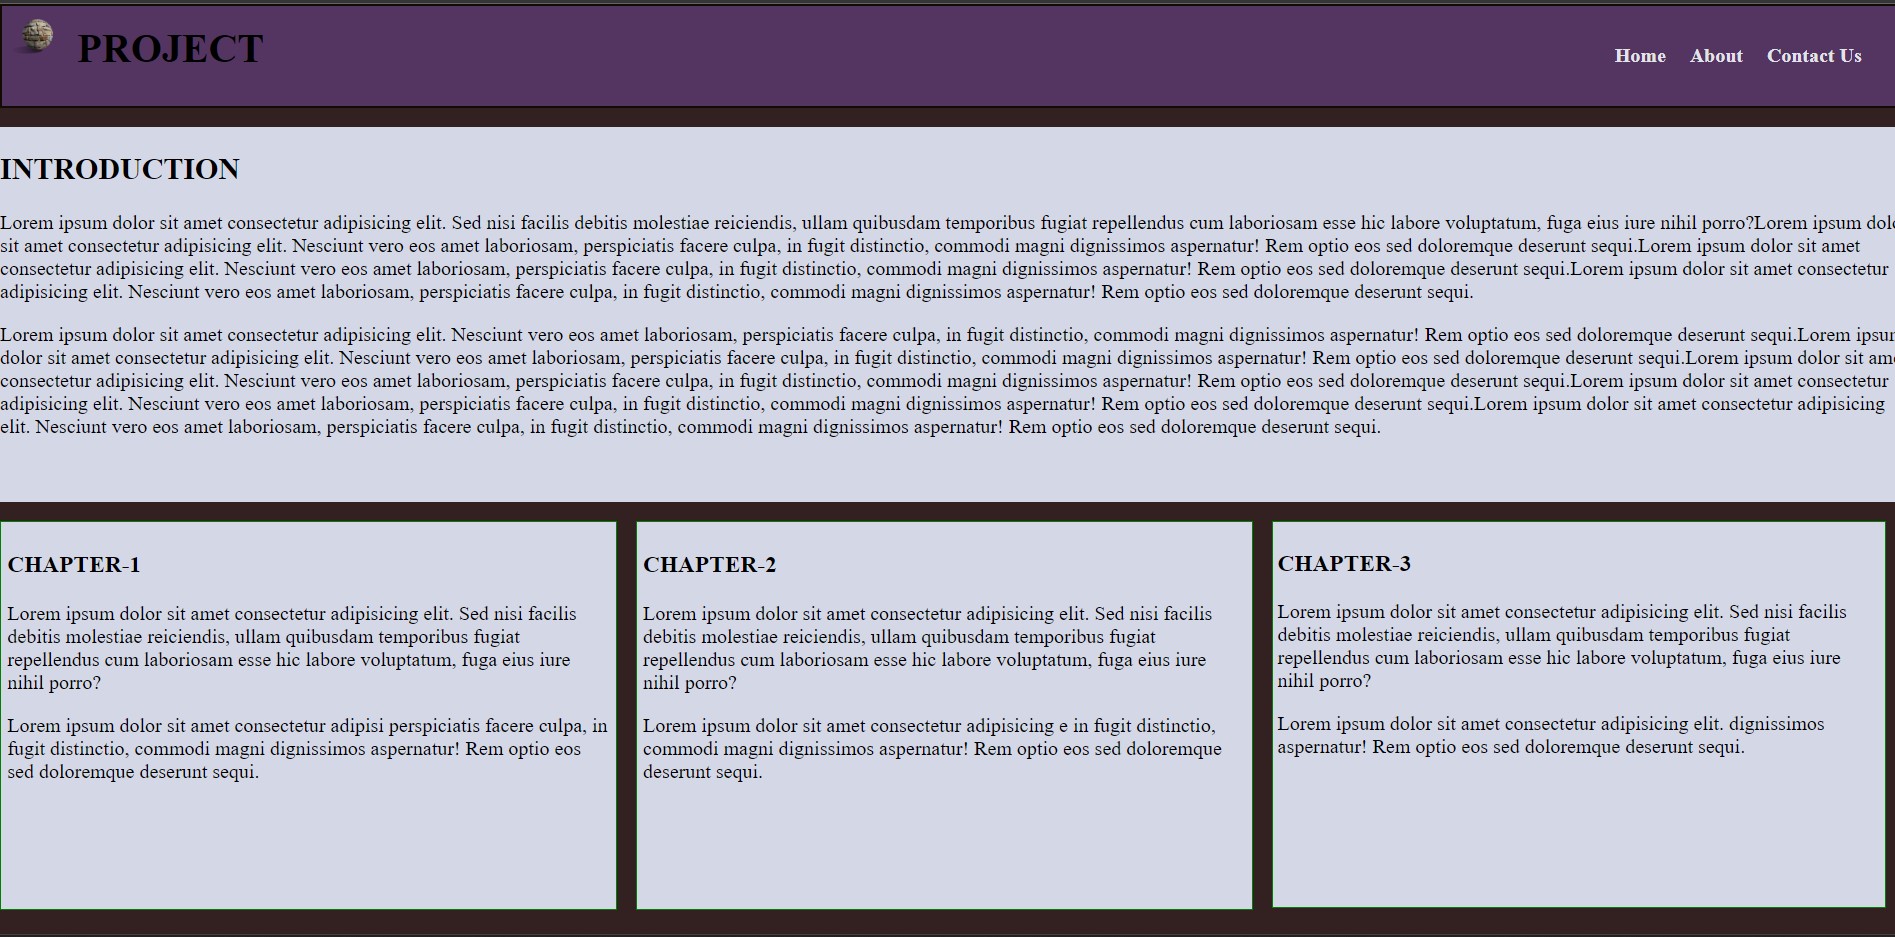 PROJECT
Home About Contact Us
INTRODUCTION
Lorem ipsum dolor sit amet consectetur adipisicing elit. Sed nisi facilis debitis molestiae reiciendis, ullam quibusdam temporibus fugiat repellendus cum laboriosam esse hic labore voluptatum, fuga eius iure nihil porro?Lorem ipsum
sit amet consectetur adipisicing elit. Nesciunt vero eos amet laboriosam, perspiciatis facere culpa, in fugit distinctio, commodi magni dignissimos aspernatur! Rem optio eos sed doloremque deserunt sequi.Lorem ipsum dolor sit amet
consectetur adipisicing elit. Nesciunt vero eos amet laboriosam, perspiciatis facere culpa, in fugit distinctio, commodi magni dignissimos aspernatur! Rem optio eos sed doloremque deserunt sequi.Lorem ipsum dolor sit amet consectetur
adipisicing elit. Nesciunt vero eos amet laboriosam, perspiciatis facere culpa, in fugit distinctio, commodi magni dignissimos aspernatur! Rem optio eos sed doloremque deserunt sequi.
Lorem ipsum dolor sit amet consectetur adipisicing elit. Nesciunt vero eos amet laboriosam, perspiciatis facere culpa, in fugit distinctio, commodi magni dignissimos aspernatur! Rem optio eos sed doloremque deserunt sequi.Lorem
dolor sit amet consectetur adipisicing elit. Nesciunt vero eos amet laboriosam, perspiciatis facere culpa, in fugit distinctio, commodi magni dignissimos aspernatur! Rem optio eos sed doloremque deserunt sequi.Lorem ipsum dolor sit
consectetur adipisicing elit. Nesciunt vero eos amet laboriosam, perspiciatis facere culpa, in fugit distinctio, commodi magni dignissimos aspernatur! Rem optio eos sed doloremque deserunt sequi.Lorem ipsum dolor sit amet consectetur
adipisicing elit. Nesciunt vero eos amet laboriosam, perspiciatis facere culpa, in fugit distinctio, commodi magni dignissimos aspernatur! Rem optio eos sed doloremque deserunt sequi.Lorem ipsum dolor sit amet consectetur adipisicing
elit. Nesciunt vero eos amet laboriosam, perspiciatis facere culpa, in fugit distinctio, commodi magni dignissimos aspernatur! Rem optio eos sed doloremque deserunt sequi.
CHAPTER-1
Lorem ipsum dolor sit amet consectetur adipisicing elit. Sed nisi facilis
debitis molestiae reiciendis, ullam quibusdam temporibus fugiat
repellendus cum laboriosam esse hic labore voluptatum, fuga eius iure
nihil porro?
Lorem ipsum dolor sit amet consectetur adipisi perspiciatis facere culpa, in
fugit distinctio, commodi magni dignissimos aspernatur! Rem optio eos
sed doloremque deserunt sequi.
CHAPTER-2
Lorem ipsum dolor sit amet consectetur adipisicing elit. Sed nisi facilis
debitis molestiae reiciendis, ullam quibusdam temporibus fugiat
repellendus cum laboriosam esse hic labore voluptatum, fuga eius iure
nihil porro?
Lorem ipsum dolor sit amet consectetur adipisicing e in fugit distinctio,
commodi magni dignissimos aspernatur! Rem optio eos sed doloremque
deserunt sequi.
CHAPTER-3
Lorem ipsum dolor sit amet consectetur adipisicing elit. Sed nisi facilis
debitis molestiae reiciendis, ullam quibusdam temporibus fugiat
repellendus cum laboriosam esse hic labore voluptatum, fuga eius iure
nihil porro?
Lorem ipsum dolor sit amet consectetur adipisicing elit. dignissimos
aspernatur! Rem optio eos sed doloremque deserunt sequi.